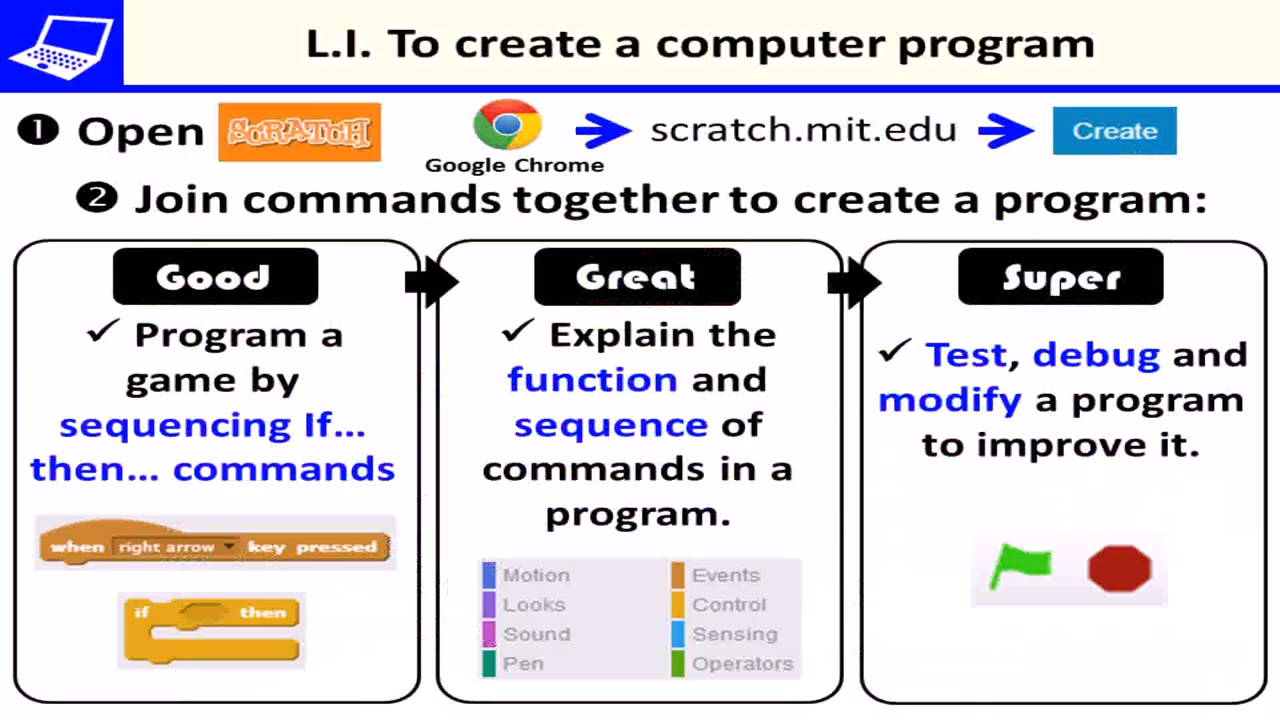 L.I. To create a computer program
❶ Open SCRATCH Google Chrome scratch.mit.edu Create
❷ Join commands together to create a program:
Good
✓ Program a
game by
sequencing If...
then... commands
when right arrow key pressed
if then
Great
✓ Explain the
function and
sequence of
commands in a
program.
Motion Events
Looks Control
Sound Sensing
Pen Operators
Super
✓ Test, debug and
modify a program
to improve it.